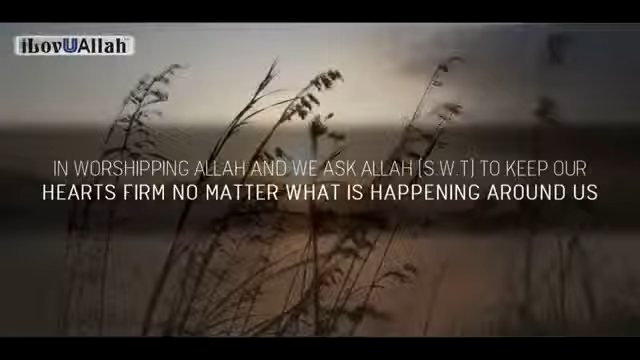 iLovUAllah
IN WORSHIPPING ALLAH AND WE ASK ALLAH (S.W.T) TO KEEP OUR
HEARTS FIRM NO MATTER WHAT IS HAPPENING AROUND US